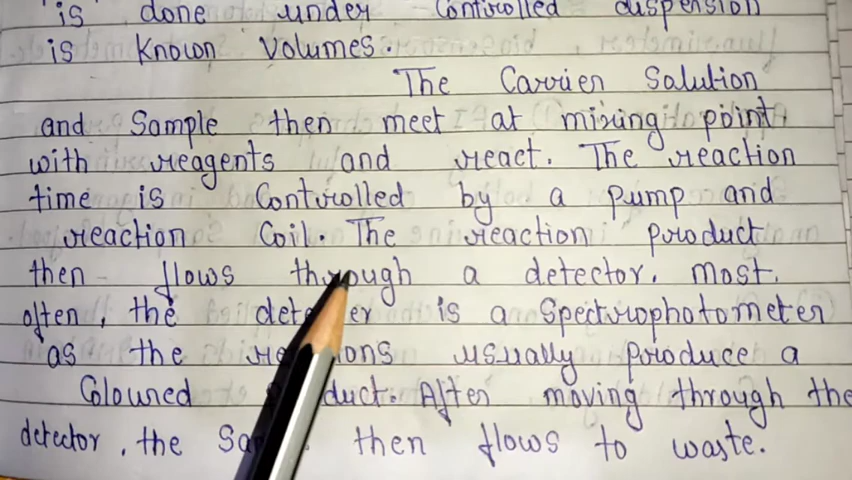 is done under Controlled dispension
is Known Volumes.
The Carrier Solution
and Sample then meet at mixing point
with reagents and react. The reaction
time is Controlled by a pump and
reaction Coil. The reaction product
then flows through a detector. Most
often, the is a Spectrophotometer
as the usually produce a
Coloured After moving through the
detector, the then flows to waste.